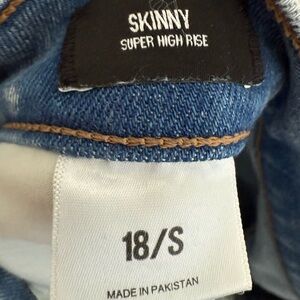 SKINNY
SUPER HIGH RISE
18/S
MADE IN PAKISTAN